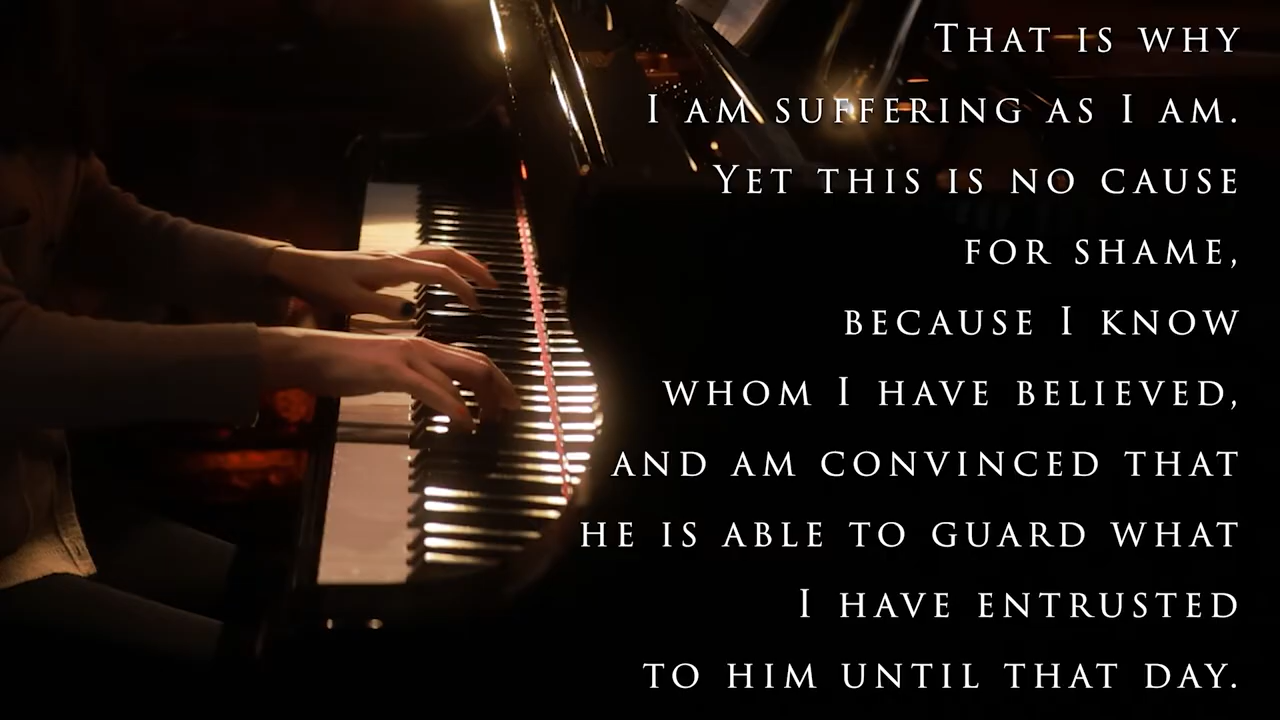 That is why
I am suffering as I am.
Yet this is no cause
for shame,
because I know
whom I have believed,
and am convinced that
he is able to guard what
I have entrusted
to him until that day.